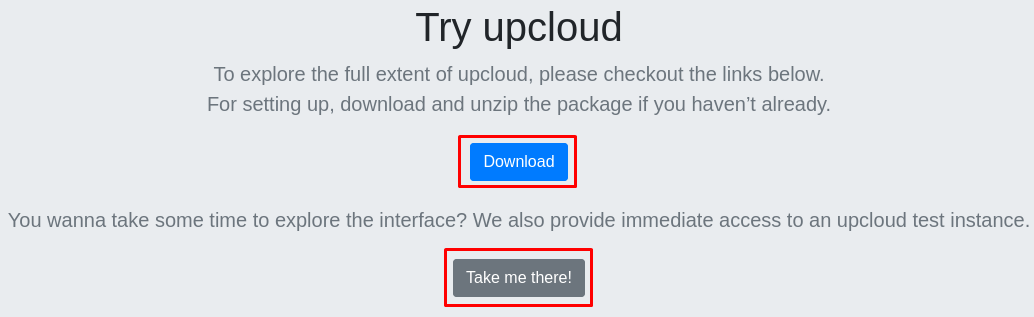 Try upcloud
To explore the full extent of upcloud, please checkout the links below.
For setting up, download and unzip the package if you haven’t already.
Download
You wanna take some time to explore the interface? We also provide immediate access to an upcloud test instance.
Take me there!